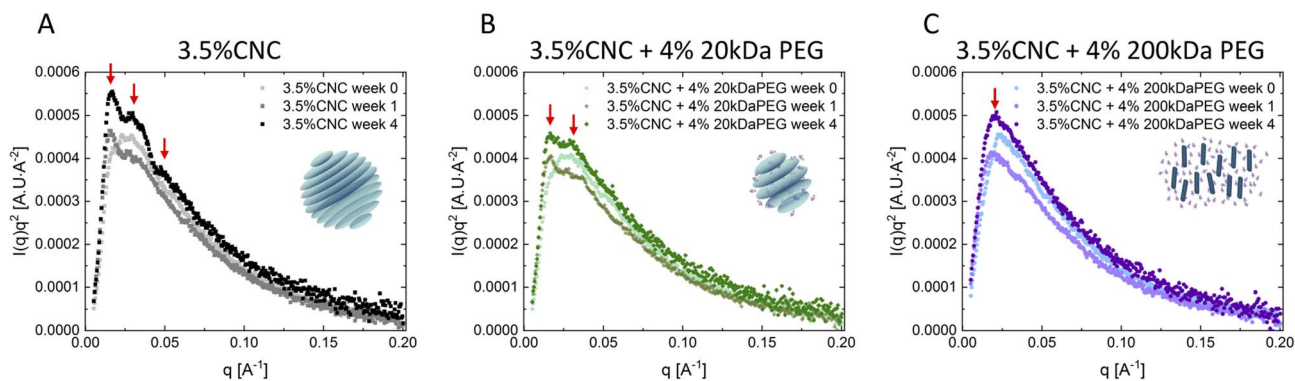 A
3.5%CNC
0.0006
0.0005
0.0004
0.0003
0.0002
0.0001
0.0000
I(q)q² [A.U·A⁻²]
3.5%CNC week 0
3.5%CNC week 1
3.5%CNC week 4
0.00 0.05 0.10 0.15 0.20
q [A⁻¹]
B
3.5%CNC + 4% 20kDa PEG
0.0006
0.0005
0.0004
0.0003
0.0002
0.0001
0.0000
I(q)q² [A.U·A⁻²]
3.5%CNC + 4% 20kDaPEG week 0
3.5%CNC + 4% 20kDaPEG week 1
3.5%CNC + 4% 20kDaPEG week 4
0.00 0.05 0.10 0.15 0.20
q [A⁻¹]
C
3.5%CNC + 4% 200kDa PEG
0.0006
0.0005
0.0004
0.0003
0.0002
0.0001
0.0000
I(q)q² [A.U·A⁻²]
3.5%CNC + 4% 200kDaPEG week 0
3.5%CNC + 4% 200kDaPEG week 1
3.5%CNC + 4% 200kDaPEG week 4
0.00 0.05 0.10 0.15 0.20
q [A⁻¹]